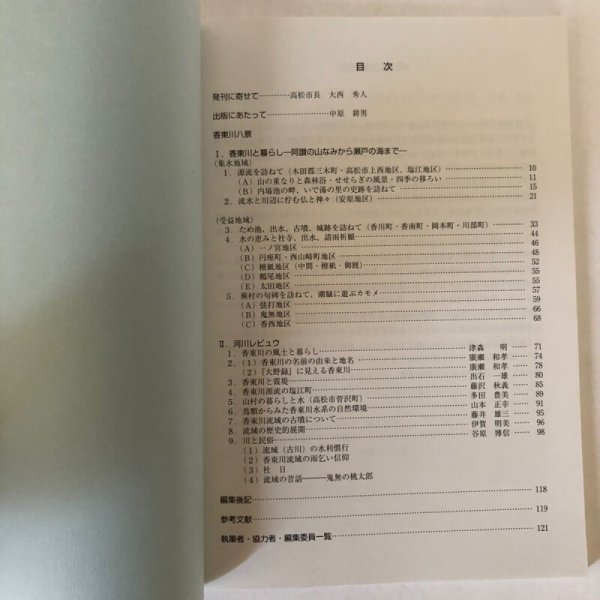 目 次
発刊に寄せて…………高松市長 大西 秀人
出版にあたって………………中原 耕男
香東川八景
Ⅰ．香東川と暮らし―阿讃の山なみから瀬戸の海まで―
(集水地域)
1．源流を訪ねて（木田郡三木町・高松市上西地区、塩江地区）……10
（A）山の重なりと森林浴・せせらぎの風景・四季の移ろい……11
（B）内場池の畔、いで湯の里の史跡を訪ねて……15
2．流水と川辺に佇む仏と神々（安原地区）……21
(受益地域)
3．ため池、出水、古墳、城跡を訪ねて（香川町・香南町・岡本町・川部町）……33
4．水の恵みと社寺、出水、請雨祈願……44
（A）一ノ宮地区……46
（B）円座町・西山崎町地区……48
（C）檀紙地区（中間・檀紙・御厩）……52
（D）鶴尾地区……55
（E）太田地区……55
5．蕪村の句碑を訪ねて、潮騒に遊ぶカモメ……57
（A）弦打地区……59
（B）鬼無地区……66
（C）香西地区……68
Ⅱ．河川レビュウ
1．香東川の風土と暮らし……津森 明 71
2．（1）香東川の名前の由来と地名……廣瀬 和孝 74
（2）『大野録』に見える香東川……廣瀬 和孝 78
3．香東川と霞堤……出石 一雄 80
4．香東川源流の塩江町……藤沢 秋義 85
5．山村の暮らしと水（高松市菅沢町）……多田 豊美 89
6．鳥類からみた香東川水系の自然環境……山本 正幸 91
7．香東川流域の古墳について……藤井 雄三 95
8．流域の歴史的展開……伊賀 明美 96
9．川と民俗……谷原 博信 98
（1）流域（古川）の水利慣行
（2）香東川流域の雨乞い信仰
（3）社 日
（4）流域の昔話―――鬼無の桃太郎
編集後記……118
参考文献……119
執筆者・協力者・編集委員一覧……121